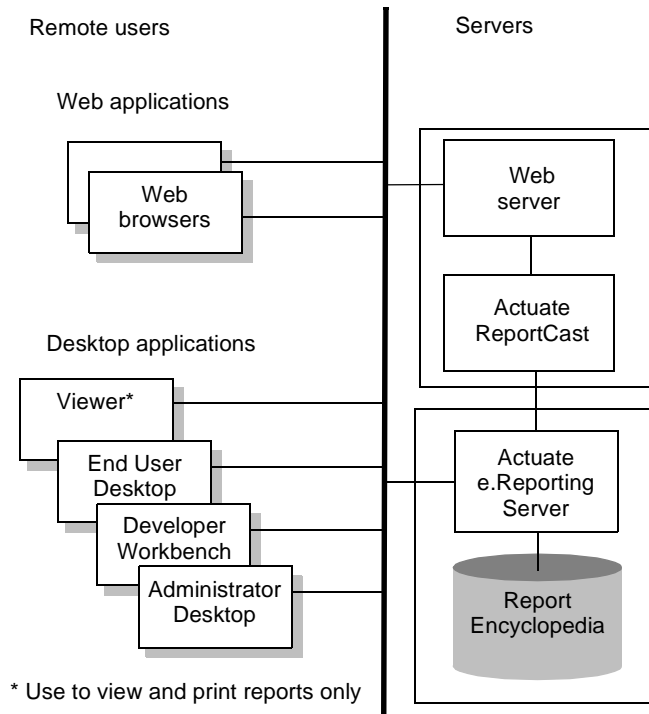 Remote users
Servers
Web applications
Web
browsers
Web
server
Actuate
ReportCast
Desktop applications
Viewer*
End User
Desktop
Developer
Workbench
Administrator
Desktop
Actuate
e.Reporting
Server
Report
Encyclopedia
* Use to view and print reports only